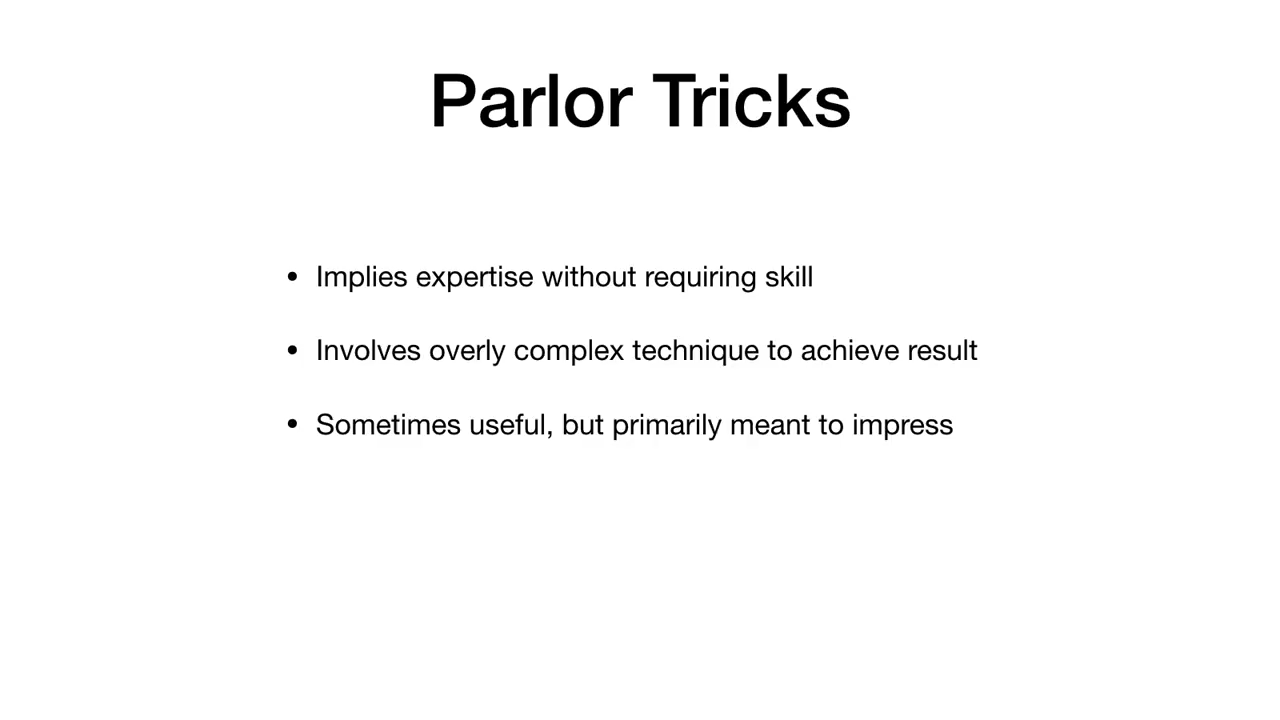 Parlor Tricks
• Implies expertise without requiring skill
• Involves overly complex technique to achieve result
• Sometimes useful, but primarily meant to impress